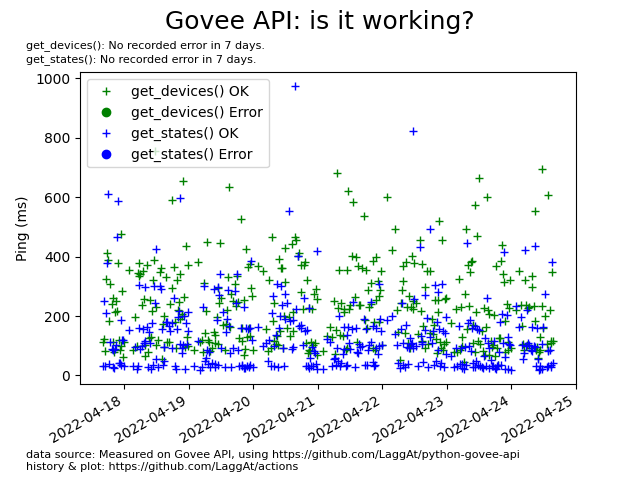 Govee API: is it working?
get_devices(): No recorded error in 7 days.
get_states(): No recorded error in 7 days.
1000
800
600
400
200
0
Ping (ms)
get_devices() OK
get_devices() Error
get_states() OK
get_states() Error
2022-04-18
2022-04-19
2022-04-20
2022-04-21
2022-04-22
2022-04-23
2022-04-24
2022-04-25
data source: Measured on Govee API, using https://github.com/LaggAt/python-govee-api
history & plot: https://github.com/LaggAt/actions